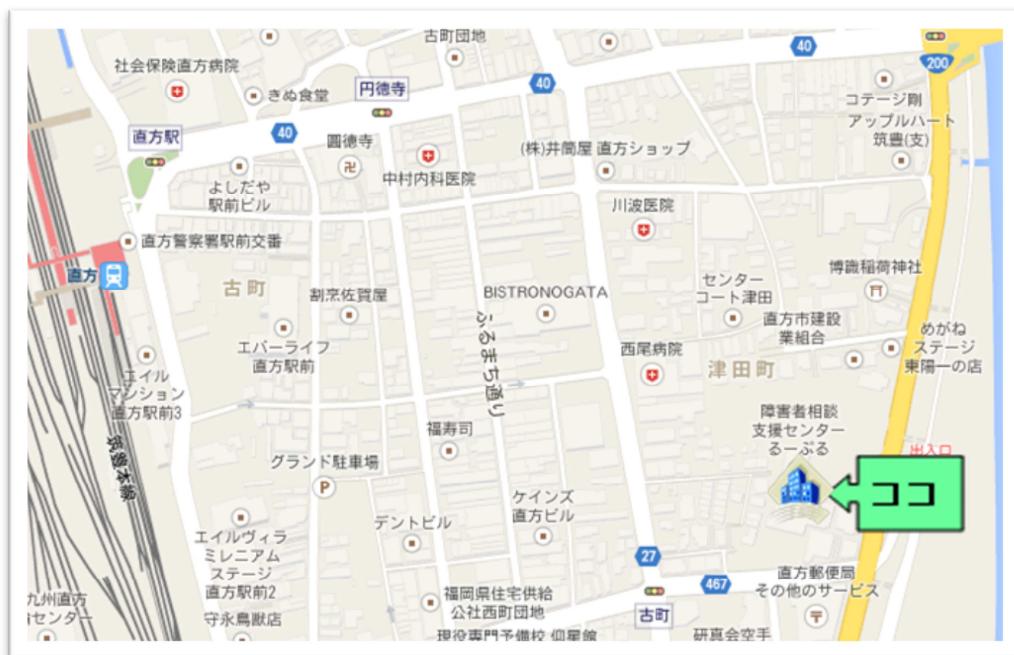 古町団地
40
200
社会保険直方病院
きぬ食堂
円徳寺
40
コテージ剛
アップルハート
筑豊(支)
直方駅
40
圓徳寺
中村内科医院
(株)井筒屋 直方ショップ
よしだや
駅前ビル
川波医院
直方警察署駅前交番
直方
古町
割烹佐賀屋
BISTRONOGATA
センター
コート津田
博識稲荷神社
直方市建設
業組合
めがね
ステージ
東陽一の店
エバーライフ
直方駅前
ふるまち通り
西尾病院
津田町
エイル
マンション
直方駅前3
筑豊本線
福寿司
障害者相談
支援センター
るーぷる
出入口
ココ
グランド駐車場
P
デントビル
ケインズ
直方ビル
エイルヴィラ
ミレニアム
ステージ
直方駅前2
27
467
古町
直方郵便局
その他のサービス
九州直方
センター
守永鳥獣店
福岡県住宅供給
公社西町団地
現役専門予備校 仰星館
研真会空手